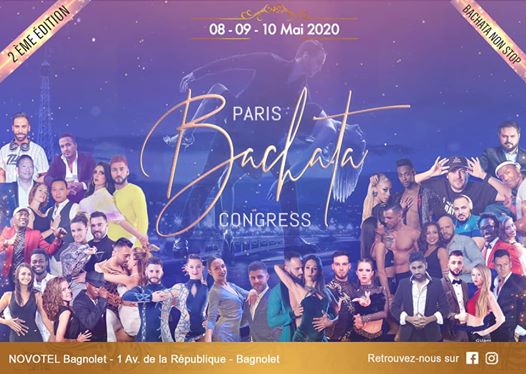 2 ÈME ÉDITION
08 - 09 - 10 Mai 2020
BACHATA NON STOP
PARIS
Bachata
CONGRESS
NOVOTEL Bagnolet - 1 Av. de la République - Bagnolet
Retrouvez-nous sur